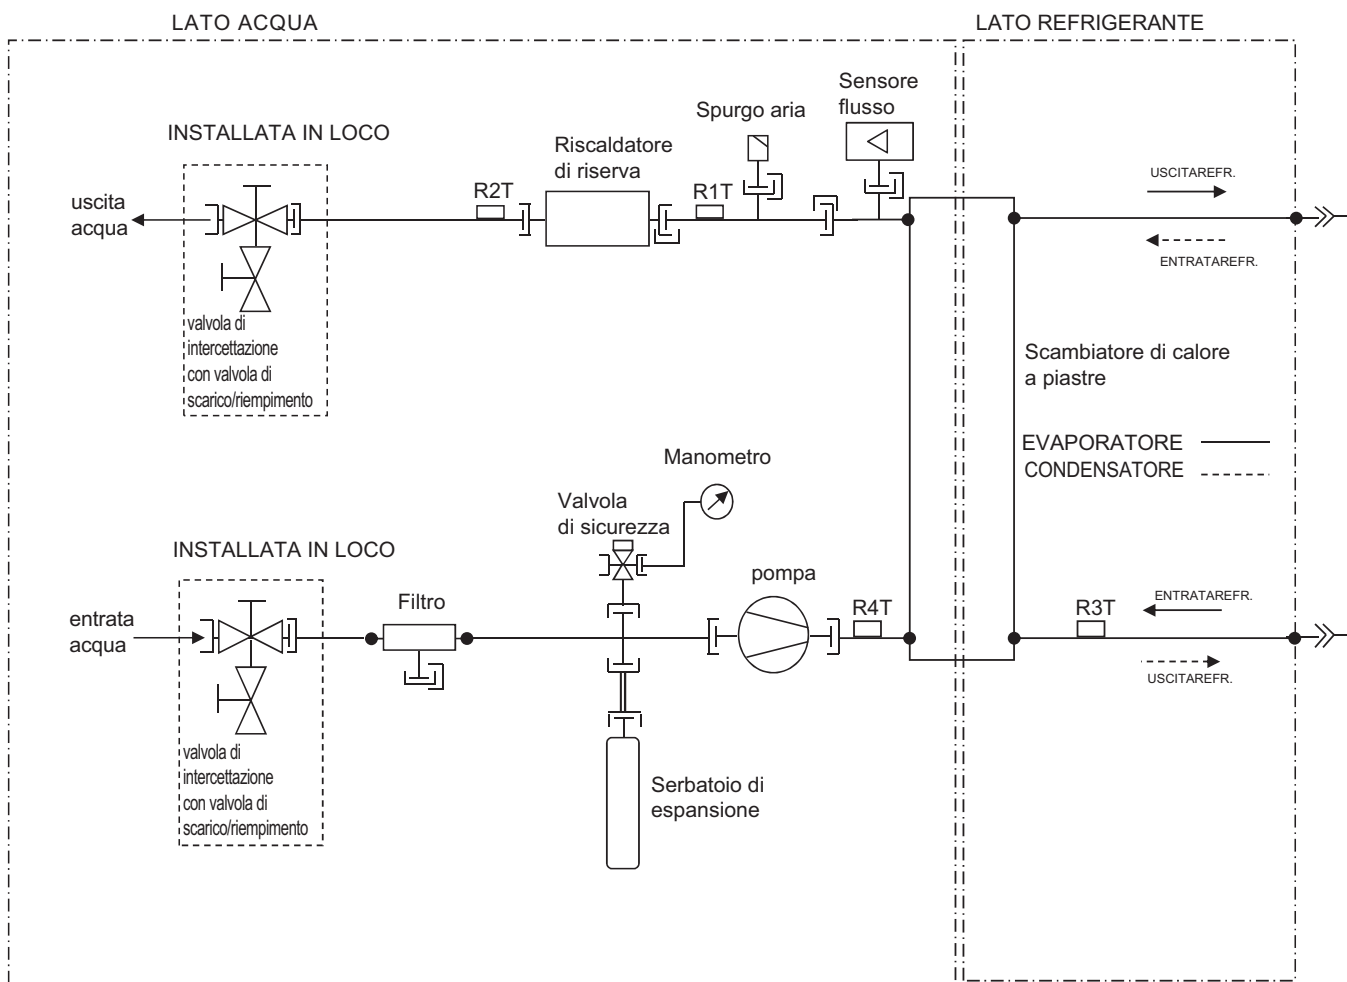 LATO ACQUA
LATO REFRIGERANTE
Sensore
flusso
Spurgo aria
INSTALLATA IN LOCO
Riscaldatore
di riserva
R2T
R1T
uscita
acqua
USCITAREFR.
ENTRATAREFR.
valvola di
intercettazione
con valvola di
scarico/riempimento
Scambiatore di calore
a piastre
EVAPORATORE
CONDENSATORE
Manometro
Valvola
di sicurezza
INSTALLATA IN LOCO
pompa
Filtro
R4T
R3T
ENTRATAREFR.
entrata
acqua
USCITAREFR.
valvola di
intercettazione
con valvola di
scarico/riempimento
Serbatoio di
espansione